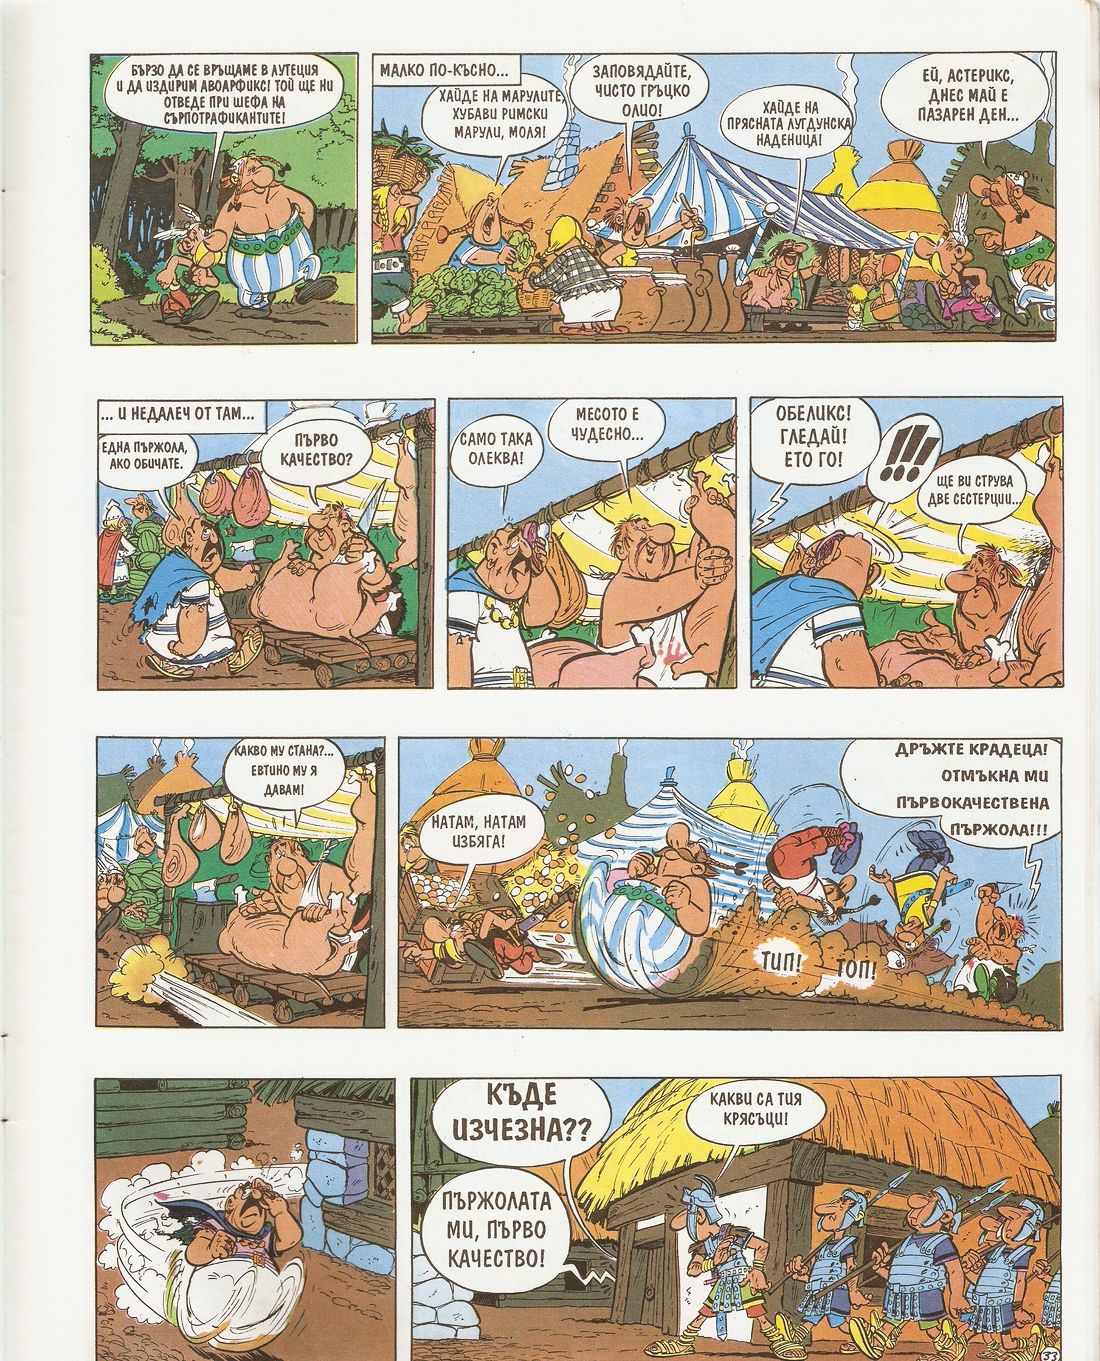 БЪРЗО ДА СЕ ВРЪЩАМЕ В ЛУТЕЦИЯ
И ДА ИЗДИРИМ АВОАРФИКС! ТОЙ ЩЕ НИ
ОТВЕДЕ ПРИ ШЕФА НА
СЪРПОТРАФИКАНТИТЕ!
МАЛКО ПО-КЪСНО...
ХАЙДЕ НА МАРУЛИТЕ,
ХУБАВИ РИМСКИ
МАРУЛИ, МОЛЯ!
ЗАПОВЯДАЙТЕ,
ЧИСТО ГРЪЦКО
ОЛИО!
ХАЙДЕ НА
ПРЯСНАТА ЛУГДУНСКА
НАДЕНИЦА!
ЕЙ, АСТЕРИКС,
ДНЕС МАЙ Е
ПАЗАРЕН ДЕН...
... И НЕДАЛЕЧ ОТ ТАМ...
ЕДНА ПЪРЖОЛА,
АКО ОБИЧАТЕ.
ПЪРВО
КАЧЕСТВО?
САМО ТАКА
ОЛЕКВА!
МЕСОТО Е
ЧУДЕСНО...
ОБЕЛИКС!
ГЛЕДАЙ!
ЕТО ГО!
!!!
ЩЕ ВИ СТРУВА
ДВЕ СЕСТЕРЦИИ...
КАКВО МУ СТАНА?...
ЕВТИНО МУ Я
ДАВАМ!
НАТАМ, НАТАМ
ИЗБЯГА!
ТИП!
ТОП!
ДРЪЖТЕ КРАДЕЦА!
ОТМЪКНА МИ
ПЪРВОКАЧЕСТВЕНА
ПЪРЖОЛА!!!
КЪДЕ
ИЗЧЕЗНА??
ПЪРЖОЛАТА
МИ, ПЪРВО
КАЧЕСТВО!
КАКВИ СА ТИЯ
КРЯСЪЦИ!
33